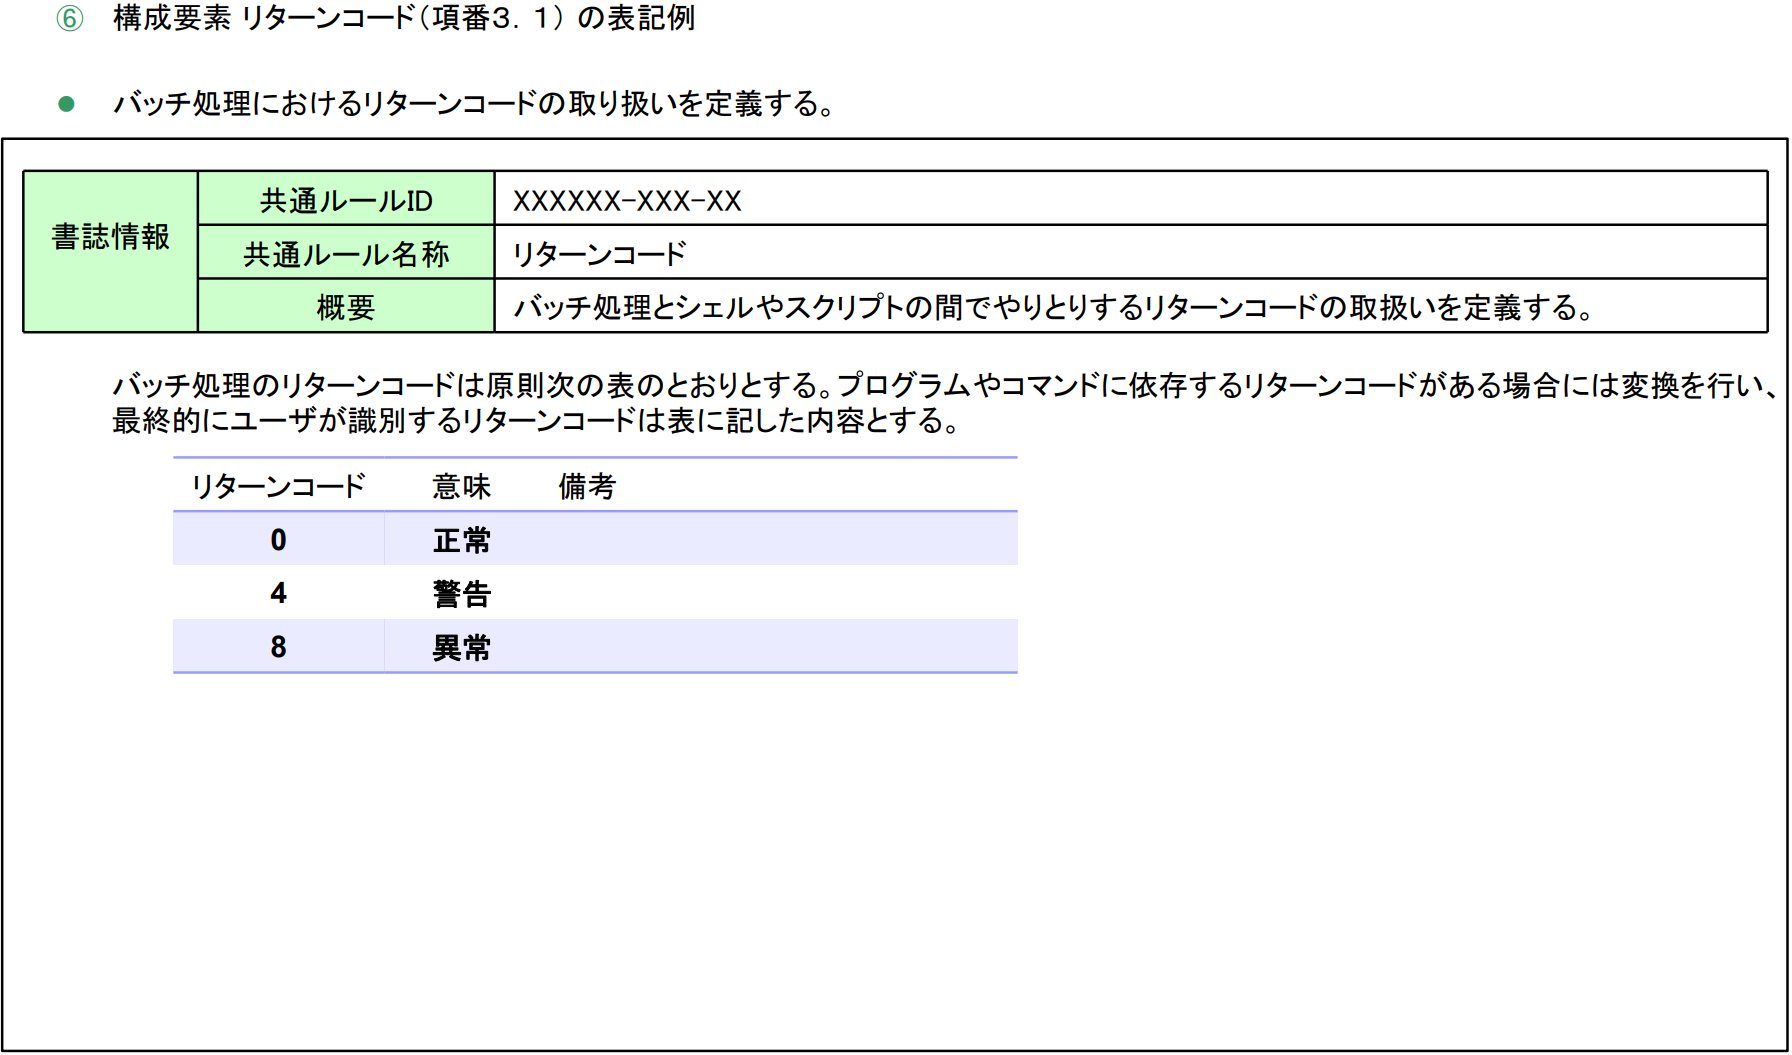 ⑥ 構成要素 リターンコード（項番３．１） の表記例
● バッチ処理におけるリターンコードの取り扱いを定義する。
書誌情報
共通ルールID XXXXXX-XXX-XX
共通ルール名称 リターンコード
概要 バッチ処理とシェルやスクリプトの間でやりとりするリターンコードの取扱いを定義する。
バッチ処理のリターンコードは原則次の表のとおりとする。プログラムやコマンドに依存するリターンコードがある場合には変換を行い、
最終的にユーザが識別するリターンコードは表に記した内容とする。
リターンコード 意味 備考
0 正常
4 警告
8 異常